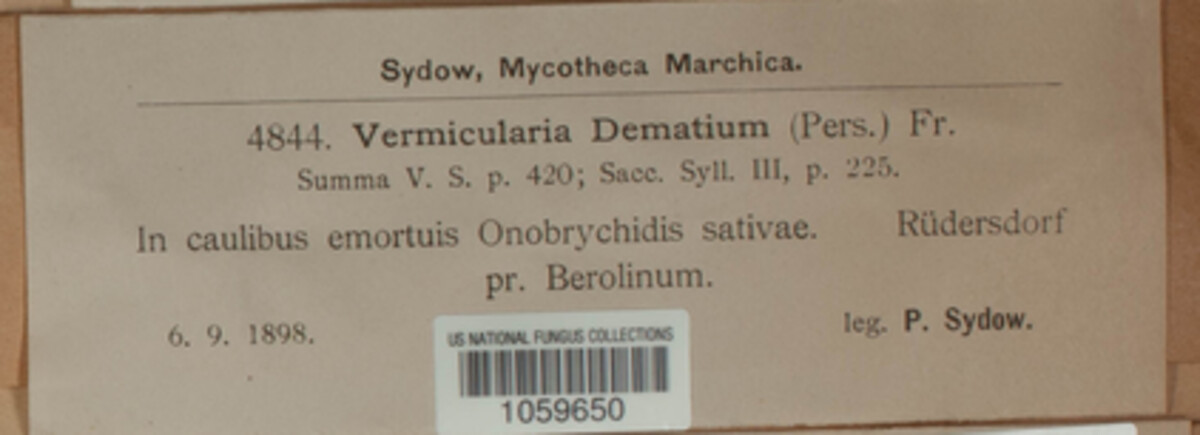 Sydow, Mycotheca Marchica.
4844. Vermicularia Dematium (Pers.) Fr.
Summa V. S. p. 420; Sacc. Syll. III, p. 225.
In caulibus emortuis Onobrychidis sativae. Rüdersdorf
pr. Berolinum.
6. 9. 1898. leg. P. Sydow.
US NATIONAL FUNGUS COLLECTIONS
1059650